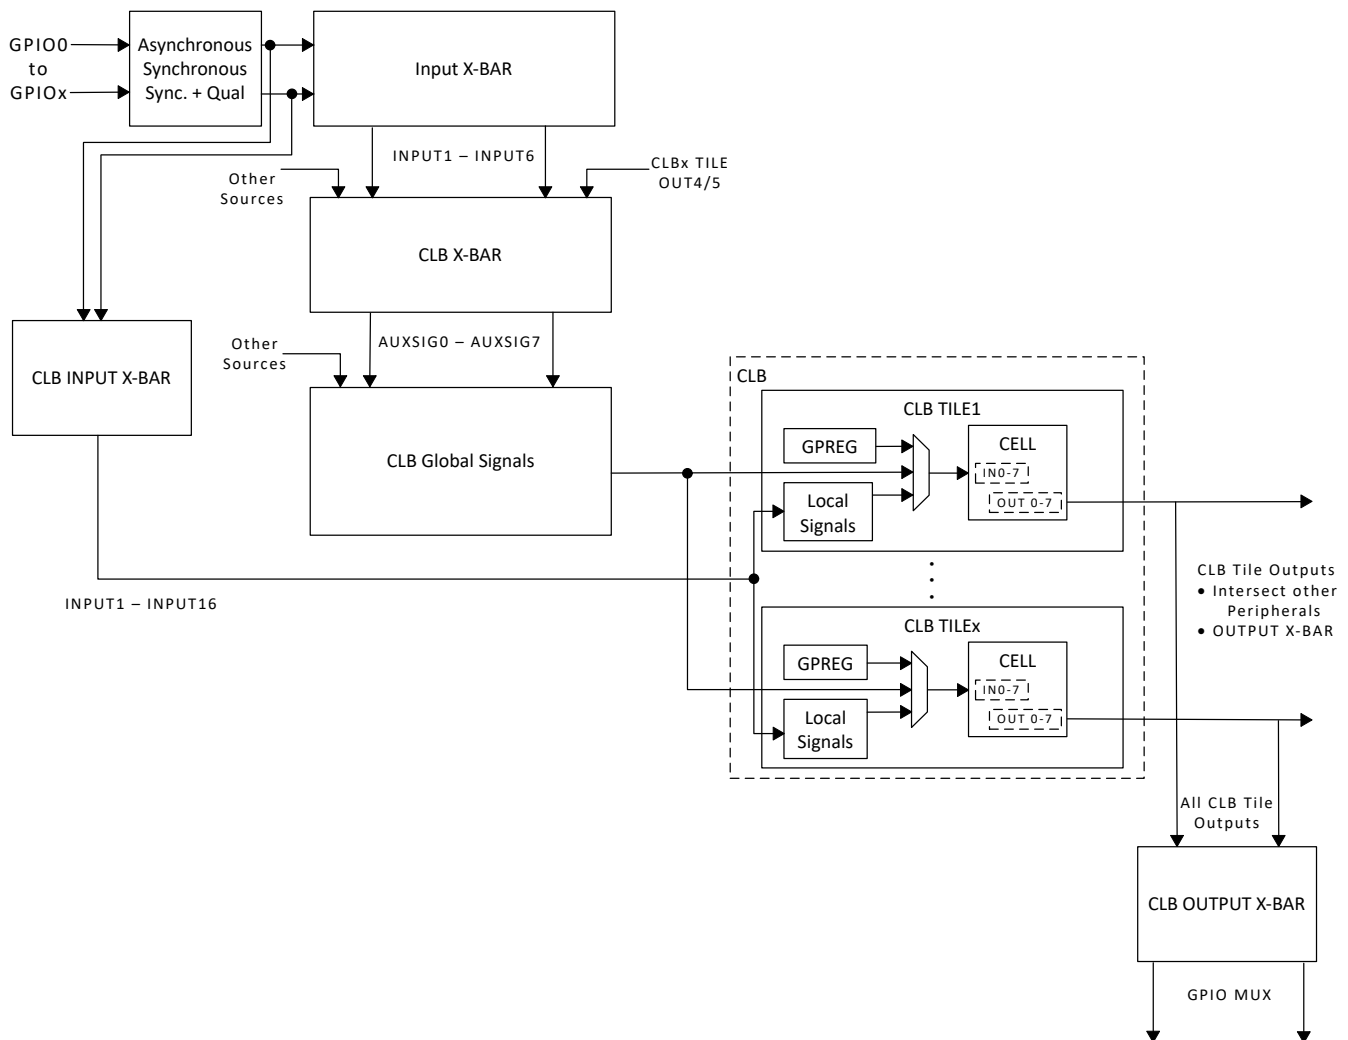 GPIO0
to
GPIOx
Asynchronous
Synchronous
Sync. + Qual
Input X-BAR
INPUT1 – INPUT6
Other
Sources
CLBx TILE
OUT4/5
CLB X-BAR
AUXSIG0 – AUXSIG7
Other
Sources
CLB INPUT X-BAR
CLB Global Signals
INPUT1 – INPUT16
CLB
CLB TILE1
GPREG
Local
Signals
CELL
IN0-7
OUT 0-7
CLB TILEx
GPREG
Local
Signals
CELL
IN0-7
OUT 0-7
CLB Tile Outputs
• Intersect other
Peripherals
• OUTPUT X-BAR
All CLB Tile
Outputs
CLB OUTPUT X-BAR
GPIO MUX